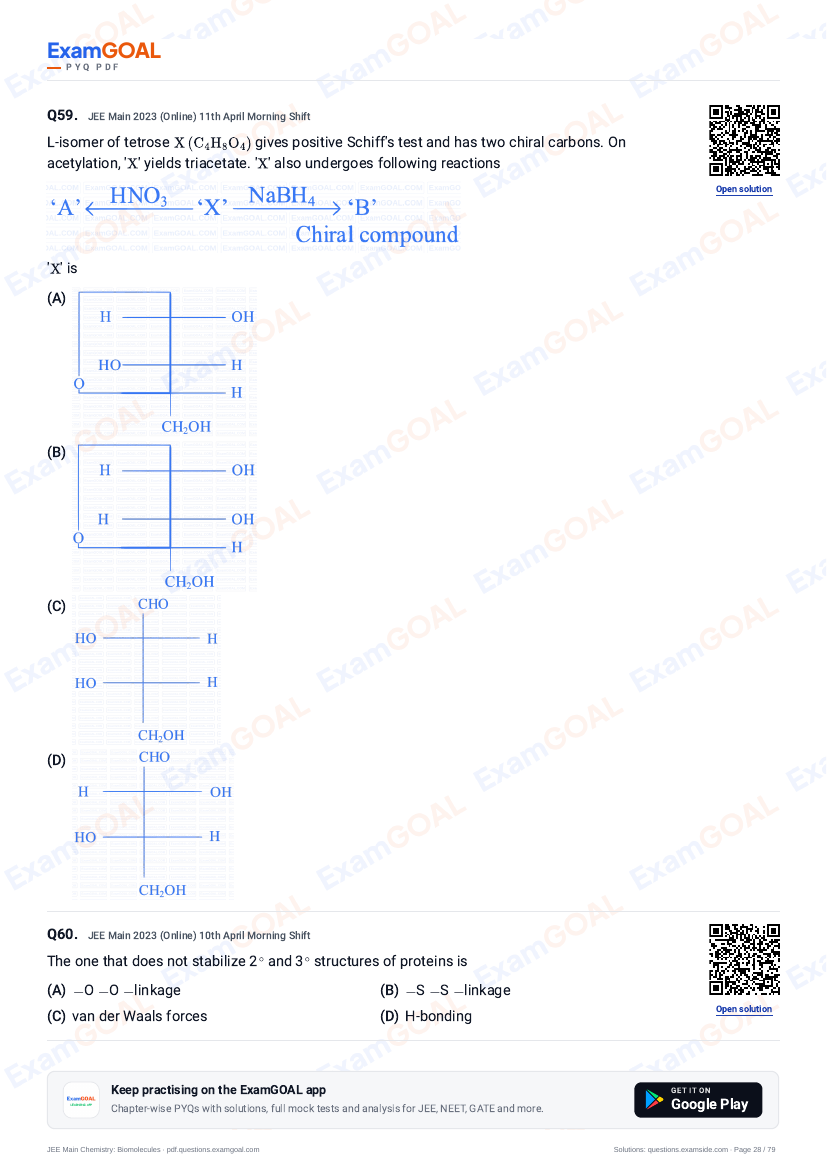 ExamGOAL
PYQ PDF
Q59. JEE Main 2023 (Online) 11th April Morning Shift
L-isomer of tetrose X (C₄H₈O₄) gives positive Schiff's test and has two chiral carbons. On
acetylation, 'X' yields triacetate. 'X' also undergoes following reactions
Open solution
‘A’ ← HNO₃ ‘X’ NaBH₄ → ‘B’
Chiral compound
'X' is
(A)
H OH
HO H
O
H
CH₂OH
(B)
H OH
H OH
O
H
CH₂OH
(C)
CHO
HO H
HO H
CH₂OH
(D)
CHO
H OH
HO H
CH₂OH
Q60. JEE Main 2023 (Online) 10th April Morning Shift
The one that does not stabilize 2° and 3° structures of proteins is
(A) –O –O –linkage (B) –S –S –linkage
(C) van der Waals forces (D) H-bonding
Open solution
ExamGOAL
Keep practising on the ExamGOAL app
Chapter-wise PYQs with solutions, full mock tests and analysis for JEE, NEET, GATE and more.
GET IT ON
Google Play
JEE Main Chemistry: Biomolecules · pdf.questions.examgoal.com Solutions: questions.examside.com · Page 28 / 79